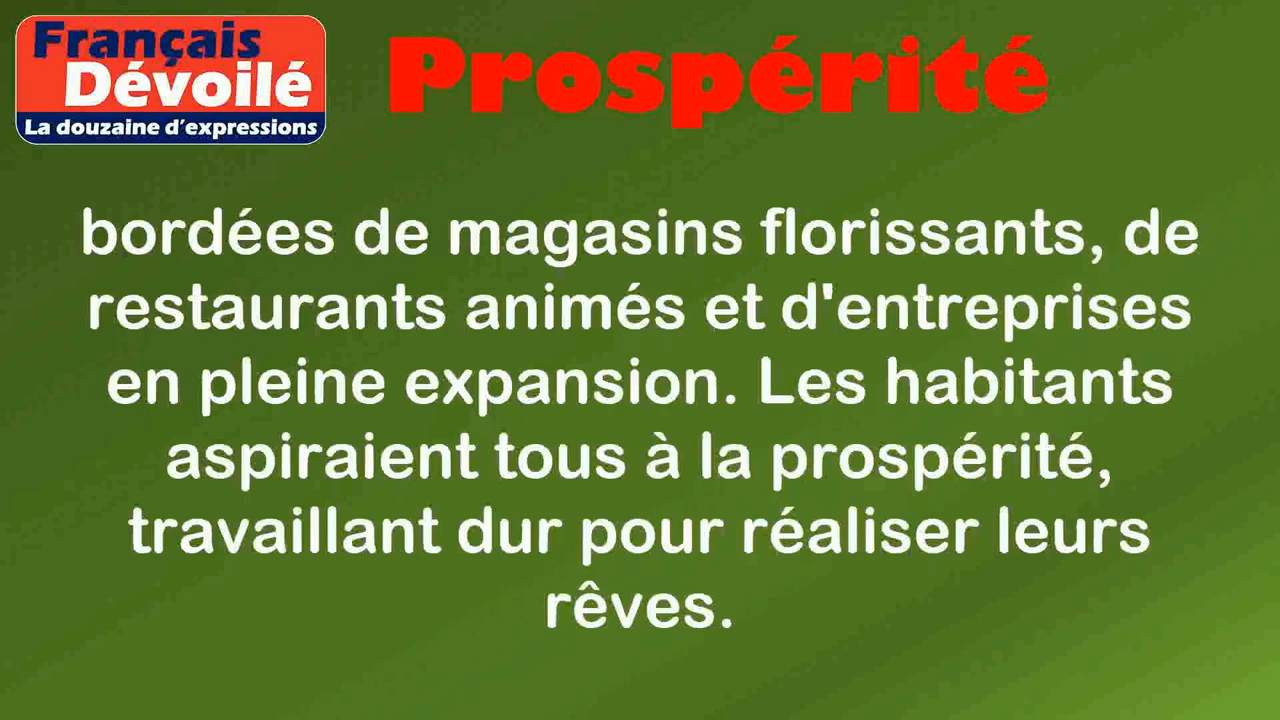 Français
Dévoilé
La douzaine d'expressions
Prospérité
bordées de magasins florissants, de
restaurants animés et d'entreprises
en pleine expansion. Les habitants
aspiraient tous à la prospérité,
travaillant dur pour réaliser leurs
rêves.